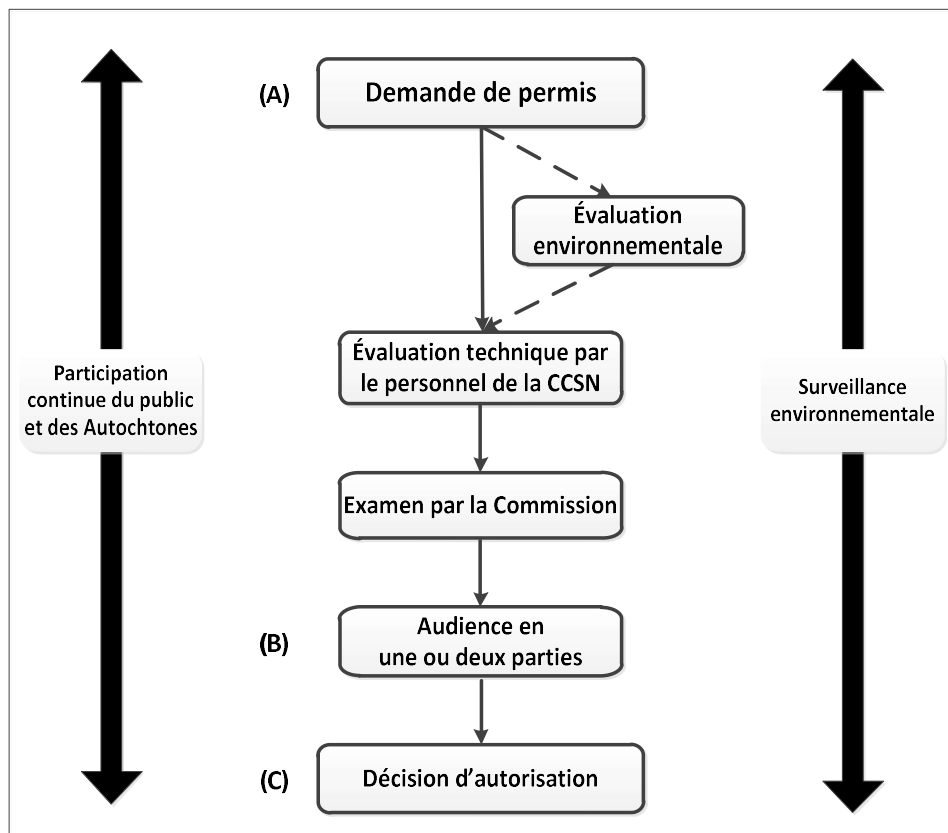 (A)
Demande de permis
Évaluation
environnementale
Évaluation technique par
le personnel de la CCSN
Participation
continue du public
et des Autochtones
Surveillance
environnementale
Examen par la Commission
(B)
Audience en
une ou deux parties
(C)
Décision d'autorisation